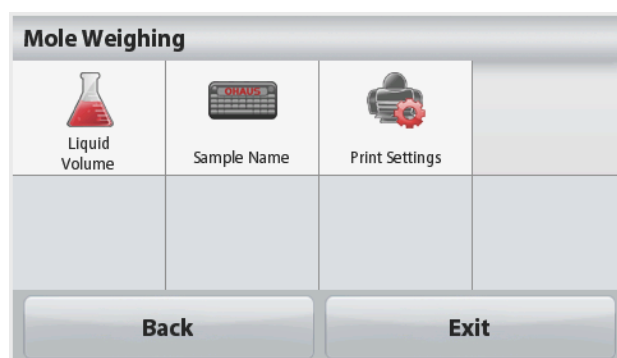 Mole Weighing
OHAUS
Liquid
Volume
Sample Name
Print Settings
Back
Exit